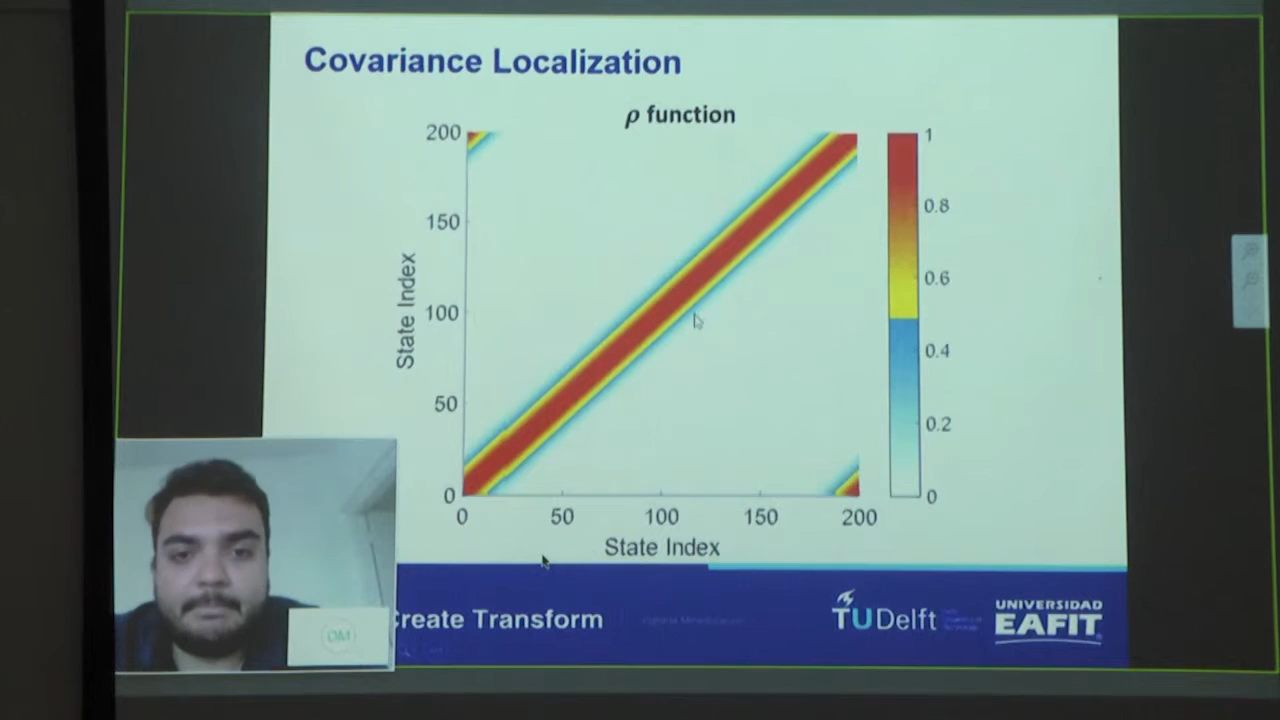 Covariance Localization
ρ function
200
150
100
50
0
State Index
0 50 100 150 200
State Index
1
0.8
0.6
0.4
0.2
0
OM
Create Transform
TUDelft
UNIVERSIDAD
EAFIT